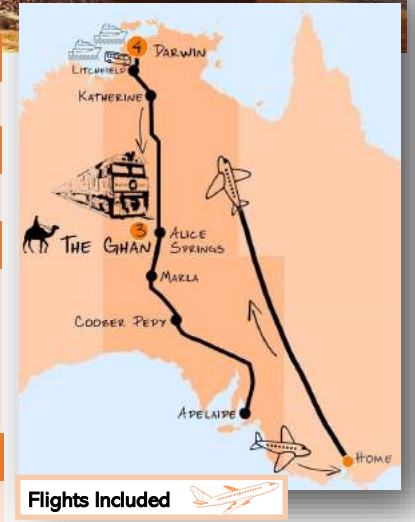 4 DARWIN
LITCHFIELD
KATHERINE
3 ALICE
SPRINGS
THE GHAN
MARLA
COOBER PEDY
ADELAIDE
HOME
Flights Included